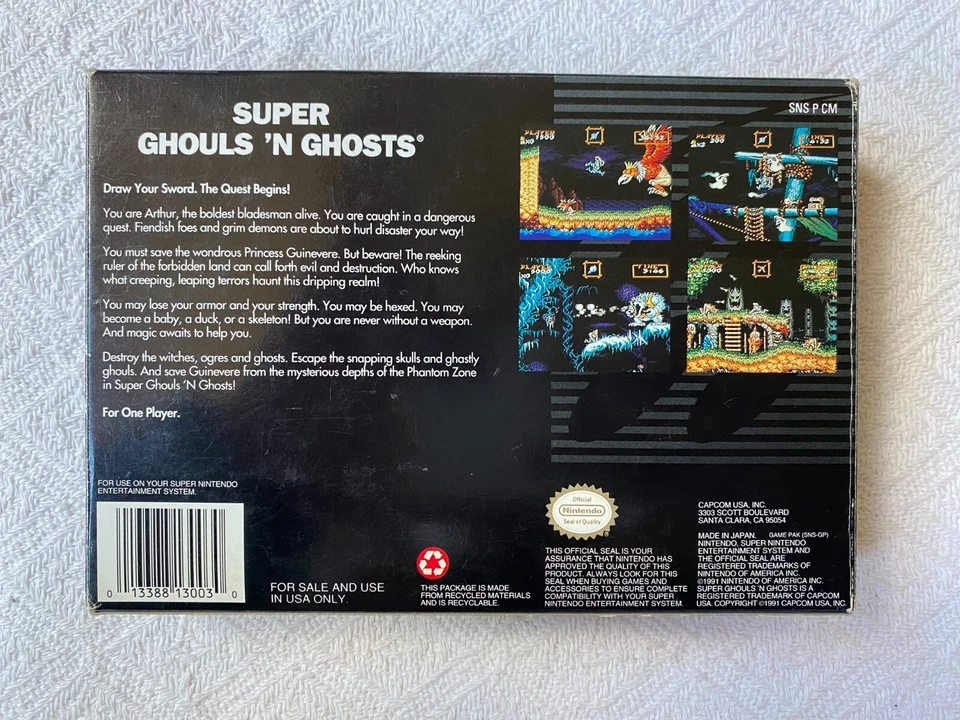 SUPER
GHOULS 'N GHOSTS®
SNS P CM
Draw Your Sword. The Quest Begins!
You are Arthur, the boldest bladesman alive. You are caught in a dangerous
quest. Fiendish foes and grim demons are about to hurl disaster your way!
You must save the wondrous Princess Guinevere. But beware! The reeking
ruler of the forbidden land can call forth evil and destruction. Who knows
what creeping, leaping terrors haunt this dripping realm!
You may lose your armor and your strength. You may be hexed. You may
become a baby, a duck, or a skeleton! But you are never without a weapon.
And magic awaits to help you.
Destroy the witches, ogres and ghosts. Escape the snapping skulls and ghastly
ghouls. And save Guinevere from the mysterious depths of the Phantom Zone
in Super Ghouls 'N Ghosts!
For One Player.
PLAYER
PLAYER
PLAYER
TIME
FOR USE ON YOUR SUPER NINTENDO
ENTERTAINMENT SYSTEM.
0 13388 13003 0
FOR SALE AND USE
IN USA ONLY.
THIS PACKAGE IS MADE
FROM RECYCLED MATERIALS
AND IS RECYCLABLE.
Official
Nintendo
Seal of Quality
®
THIS OFFICIAL SEAL IS YOUR
ASSURANCE THAT NINTENDO HAS
APPROVED THE QUALITY OF THIS
PRODUCT. ALWAYS LOOK FOR THIS
SEAL WHEN BUYING GAMES AND
ACCESSORIES TO ENSURE COMPLETE
COMPATIBILITY WITH YOUR SUPER
NINTENDO ENTERTAINMENT SYSTEM.
CAPCOM USA, INC.
3303 SCOTT BOULEVARD
SANTA CLARA, CA 95054
MADE IN JAPAN. GAME PAK (SNS-GP)
NINTENDO, SUPER NINTENDO
ENTERTAINMENT SYSTEM AND
THE OFFICIAL SEAL ARE
REGISTERED TRADEMARKS OF
NINTENDO OF AMERICA INC.
©1991 NINTENDO OF AMERICA INC.
SUPER GHOULS 'N GHOSTS IS A
REGISTERED TRADEMARK OF CAPCOM
USA. COPYRIGHT ©1991 CAPCOM USA, INC.